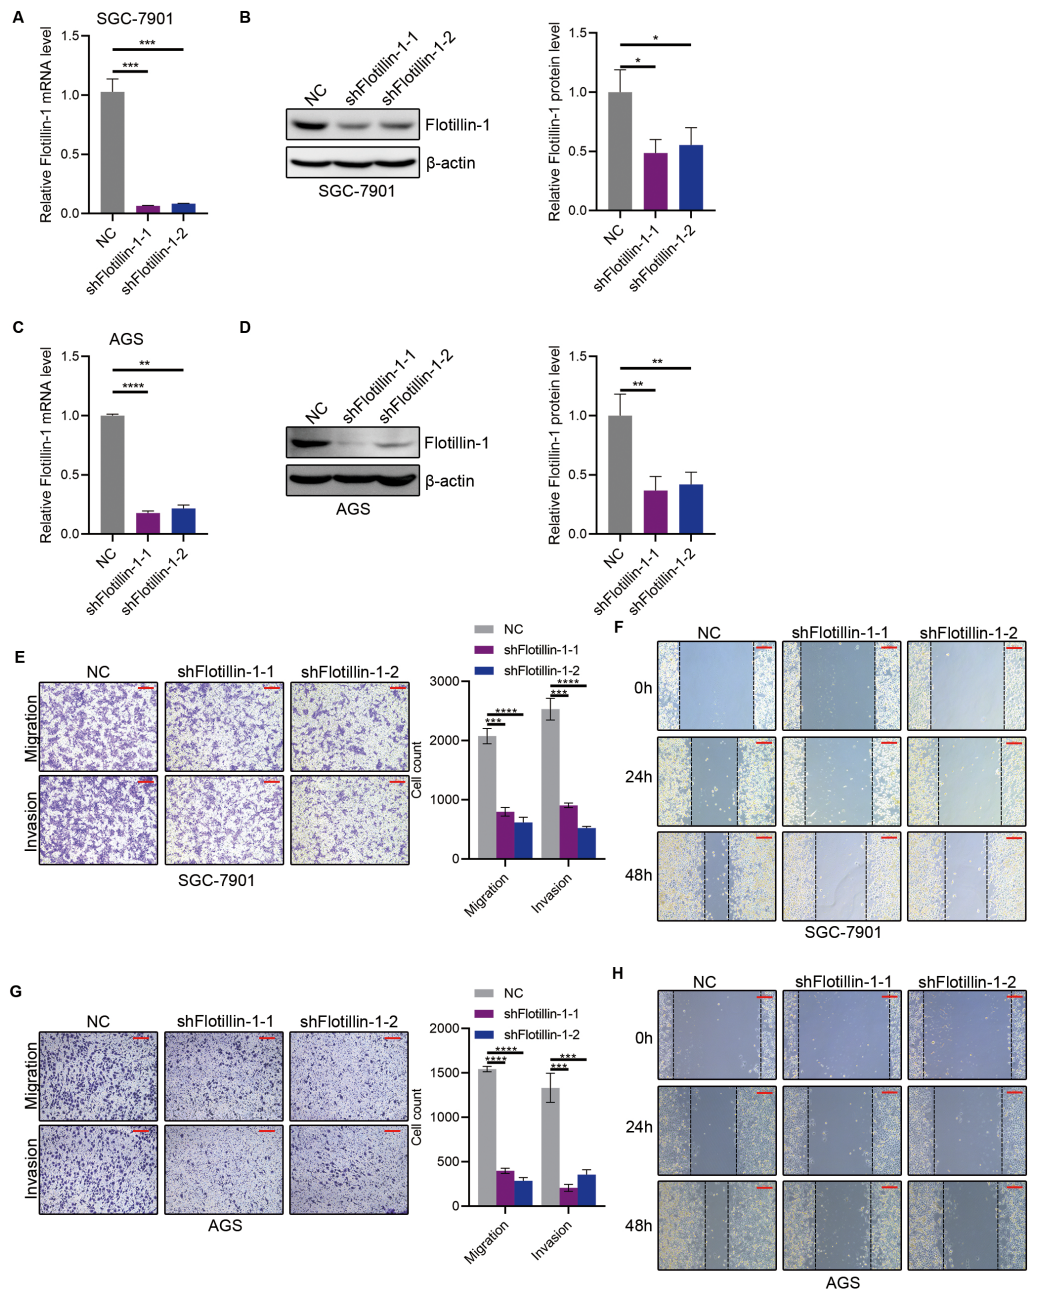 A
SGC-7901
Relative Flotillin-1 mRNA level
1.5
1.0
0.5
0.0
***
***
NC
shFlotillin-1-1
shFlotillin-1-2
B
NC
shFlotillin-1-1
shFlotillin-1-2
Flotillin-1
β-actin
SGC-7901
Relative Flotillin-1 protein level
1.5
1.0
0.5
0.0
*
*
NC
shFlotillin-1-1
shFlotillin-1-2
C
AGS
Relative Flotillin-1 mRNA level
1.5
1.0
0.5
0.0
**
****
NC
shFlotillin-1-1
shFlotillin-1-2
D
NC
shFlotillin-1-1
shFlotillin-1-2
Flotillin-1
β-actin
AGS
Relative Flotillin-1 protein level
1.5
1.0
0.5
0.0
**
**
NC
shFlotillin-1-1
shFlotillin-1-2
E
NC
shFlotillin-1-1
shFlotillin-1-2
Migration
Invasion
SGC-7901
NC
shFlotillin-1-1
shFlotillin-1-2
Cell count
3000
2000
1000
0
****
***
****
***
Migration
Invasion
F
NC
shFlotillin-1-1
shFlotillin-1-2
0h
24h
48h
SGC-7901
G
NC
shFlotillin-1-1
shFlotillin-1-2
Migration
Invasion
AGS
NC
shFlotillin-1-1
shFlotillin-1-2
Cell count
2000
1500
1000
500
0
****
****
***
***
Migration
Invasion
H
NC
shFlotillin-1-1
shFlotillin-1-2
0h
24h
48h
AGS